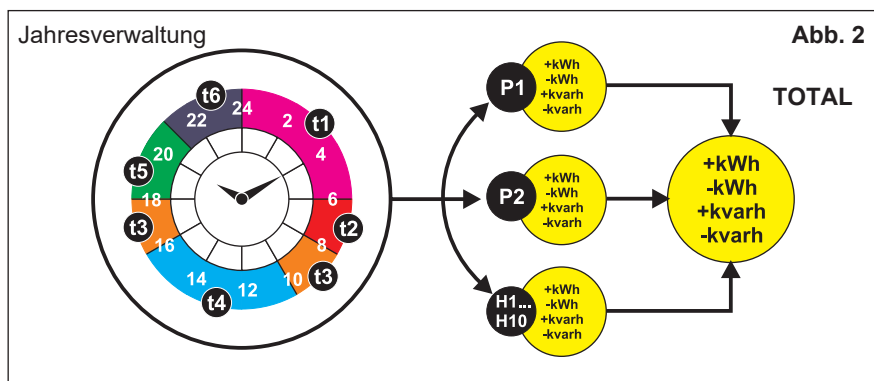 Jahresverwaltung
Abb. 2
t6
24
22
2
t1
20
4
t5
18
6
t2
t3
16
8
t3
14
12
10
t4
P1
+kWh
-kWh
+kvarh
-kvarh
P2
+kWh
-kWh
+kvarh
-kvarh
H1...
H10
+kWh
-kWh
+kvarh
-kvarh
TOTAL
+kWh
-kWh
+kvarh
-kvarh